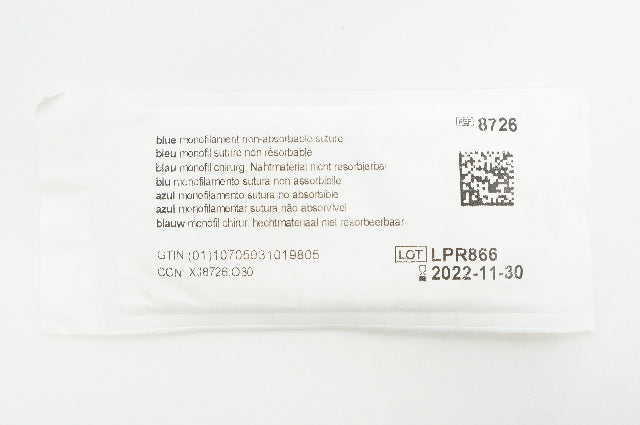 REF 8726
blue monofilament non-absorbable suture
bleu monofil suture non résorbable
blau monofil chirurg. Nahtmaterial nicht resorbierbar
blu monofilamento sutura non assorbibile
azul monofilamento sutura no absorbible
azul monofilamentar sutura não absorvível
blauw monofil chirur. hechtmateriaal niet resorbeerbaar
GTIN:(01)10705031019805
CCN: XJ8726.O30
LOT LPR866
2022-11-30